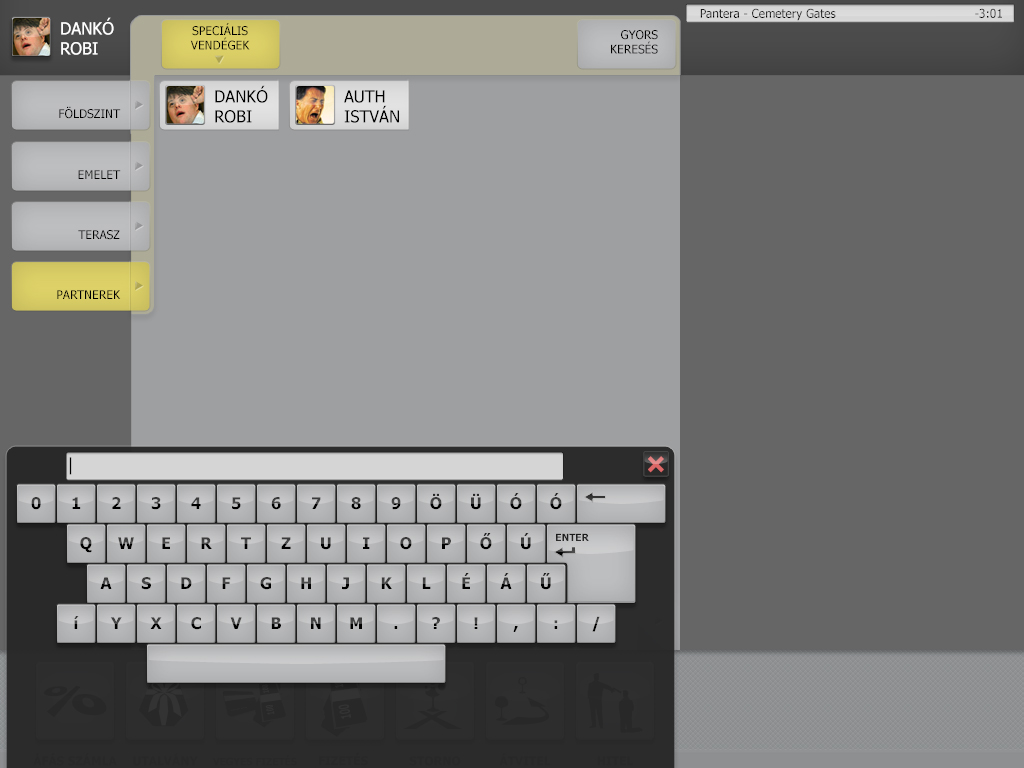 DANKÓ
ROBI
SPECIÁLIS
VENDÉGEK
GYORS
KERESÉS
Pantera - Cemetery Gates -3:01
FÖLDSZINT
EMELET
TERASZ
PARTNEREK
DANKÓ
ROBI
AUTH
ISTVÁN
0 1 2 3 4 5 6 7 8 9 Ö Ü Ó Ó
Q W E R T Z U I O P Ő Ú ENTER
A S D F G H J K L É Á Ű
í Y X C V B N M . ? ! , : /